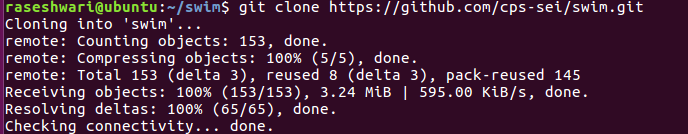 raseshwari@ubuntu:~/swim$ git clone https://github.com/cps-sei/swim.git
Cloning into 'swim'...
remote: Counting objects: 153, done.
remote: Compressing objects: 100% (5/5), done.
remote: Total 153 (delta 3), reused 8 (delta 3), pack-reused 145
Receiving objects: 100% (153/153), 3.24 MiB | 595.00 KiB/s, done.
Resolving deltas: 100% (65/65), done.
Checking connectivity... done.